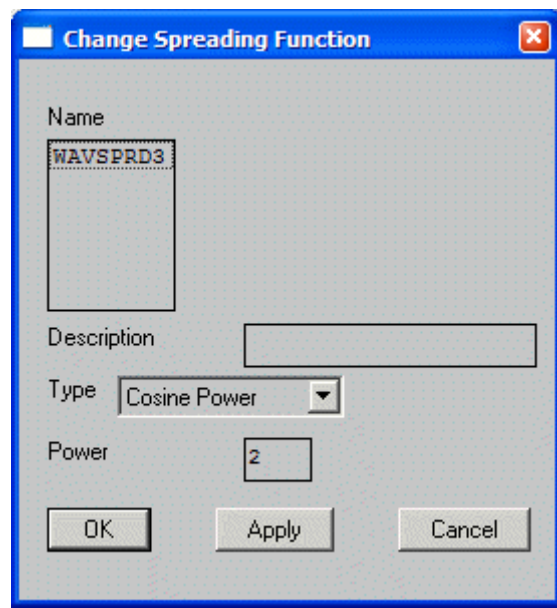 Change Spreading Function
Name
WAVSPRD3
Description
Type Cosine Power
Power 2
OK Apply Cancel